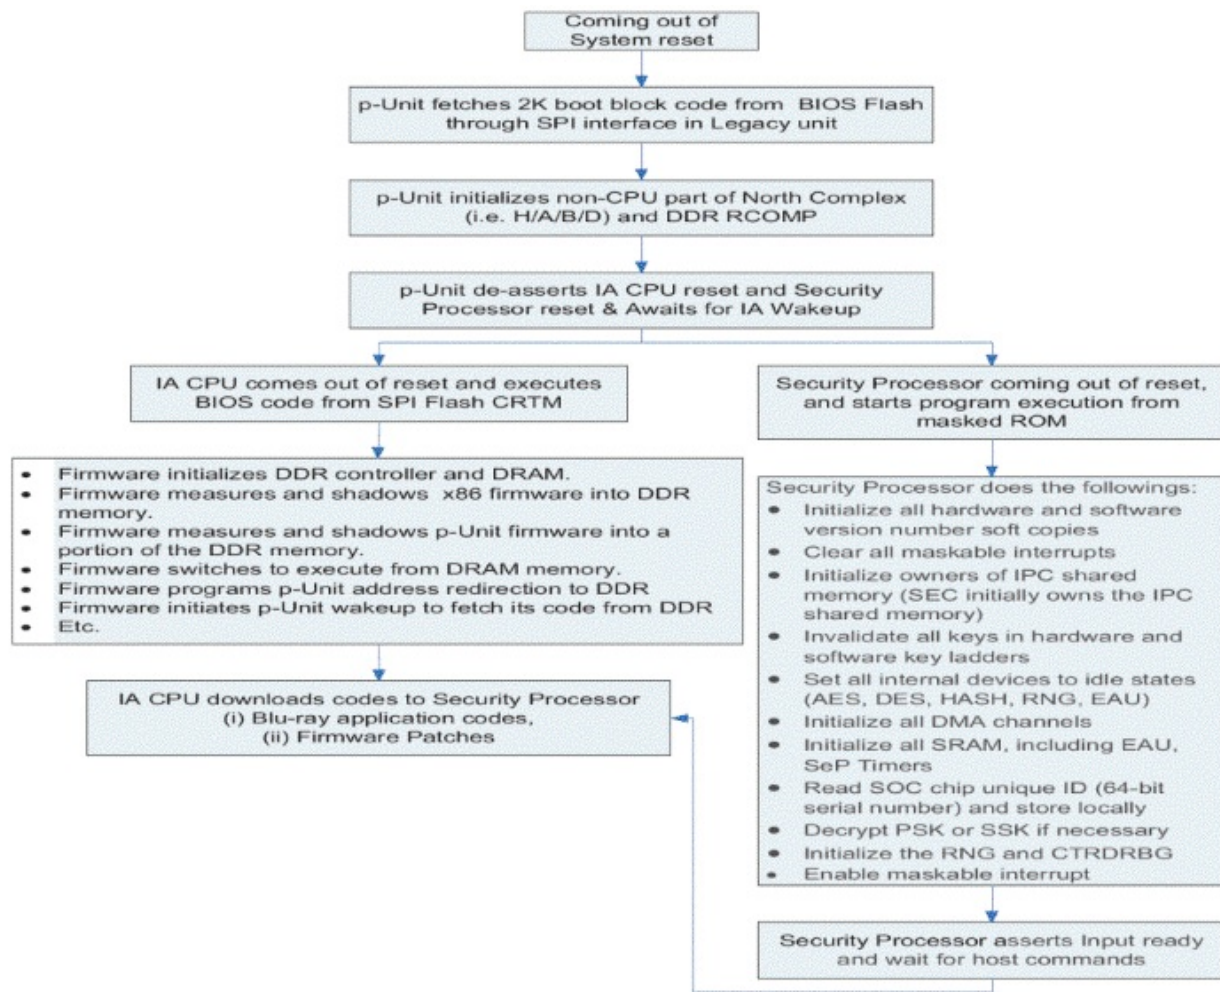 Coming out of
System reset
p-Unit fetches 2K boot block code from BIOS Flash
through SPI interface in Legacy unit
p-Unit initializes non-CPU part of North Complex
(i.e. H/A/B/D) and DDR RCOMP
p-Unit de-asserts IA CPU reset and Security
Processor reset & Awaits for IA Wakeup
IA CPU comes out of reset and executes
BIOS code from SPI Flash CRTM
• Firmware initializes DDR controller and DRAM.
• Firmware measures and shadows x86 firmware into DDR
memory.
• Firmware measures and shadows p-Unit firmware into a
portion of the DDR memory.
• Firmware switches to execute from DRAM memory.
• Firmware programs p-Unit address redirection to DDR
• Firmware initiates p-Unit wakeup to fetch its code from DDR
• Etc.
IA CPU downloads codes to Security Processor
(i) Blu-ray application codes,
(ii) Firmware Patches
Security Processor coming out of reset,
and starts program execution from
masked ROM
Security Processor does the followings:
• Initialize all hardware and software
version number soft copies
• Clear all maskable interrupts
• Initialize owners of IPC shared
memory (SEC initially owns the IPC
shared memory)
• Invalidate all keys in hardware and
software key ladders
• Set all internal devices to idle states
(AES, DES, HASH, RNG, EAU)
• Initialize all DMA channels
• Initialize all SRAM, including EAU,
SeP Timers
• Read SOC chip unique ID (64-bit
serial number) and store locally
• Decrypt PSK or SSK if necessary
• Initialize the RNG and CTRDRBG
• Enable maskable interrupt
Security Processor asserts Input ready
and wait for host commands